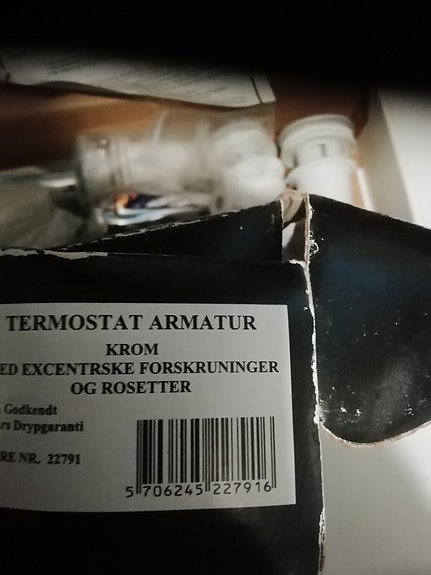 TERMOSTAT ARMATUR
KROM
ED EXCENTRSKE FORSKRUNINGER
OG ROSETTER
Godkendt
rs Drypgaranti
RE NR. 22791
5 706245 227916